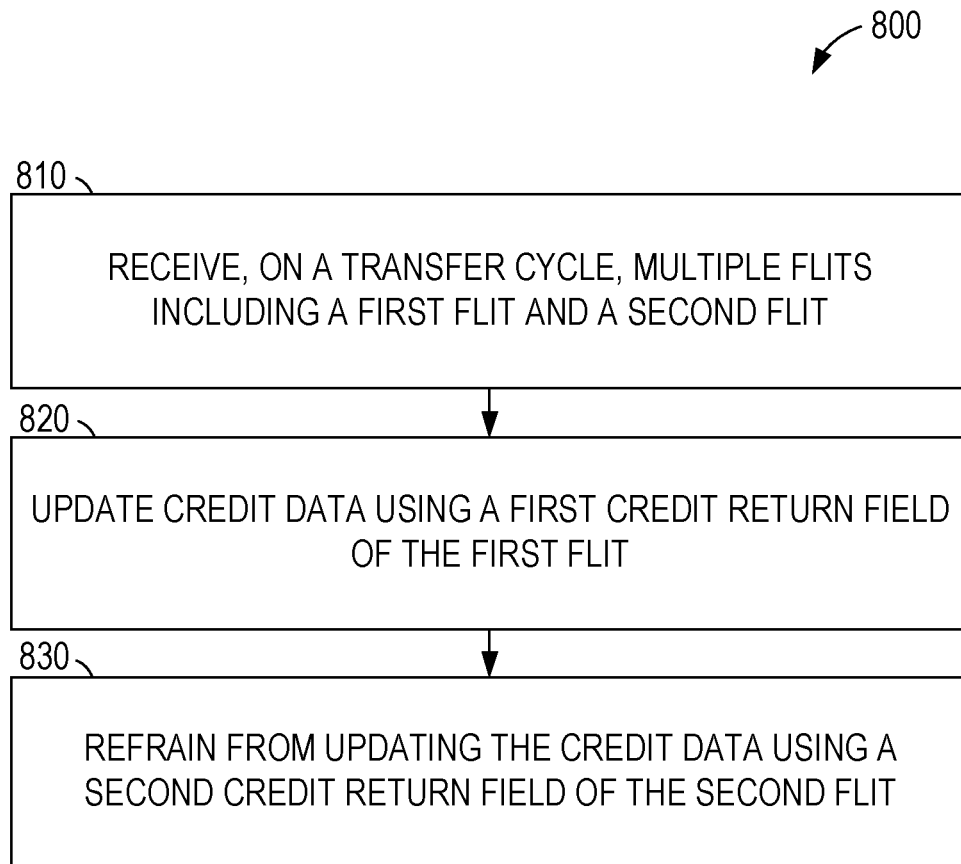 800
810
RECEIVE, ON A TRANSFER CYCLE, MULTIPLE FLITS
INCLUDING A FIRST FLIT AND A SECOND FLIT
820
UPDATE CREDIT DATA USING A FIRST CREDIT RETURN FIELD
OF THE FIRST FLIT
830
REFRAIN FROM UPDATING THE CREDIT DATA USING A
SECOND CREDIT RETURN FIELD OF THE SECOND FLIT